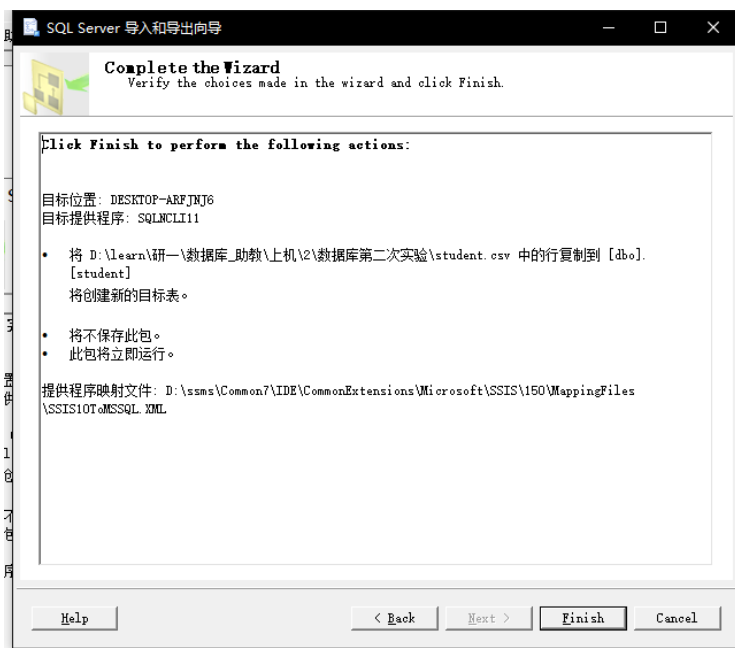 SQL Server 导入和导出向导
Complete the Wizard
Verify the choices made in the wizard and click Finish.
Click Finish to perform the following actions:
目标位置: DESKTOP-ARFJNJ6
目标提供程序: SQLNCLI11
• 将 D:\learn\研一\数据库_助教\上机\2\数据库第二次实验\student.csv 中的行复制到 [dbo].
[student]
将创建新的目标表。
• 将不保存此包。
• 此包将立即运行。
提供程序映射文件: D:\ssms\Common7\IDE\CommonExtensions\Microsoft\SSIS\150\MappingFiles
\SSIS10ToMSSQL.XML
Help
< Back
Next >
Finish
Cancel